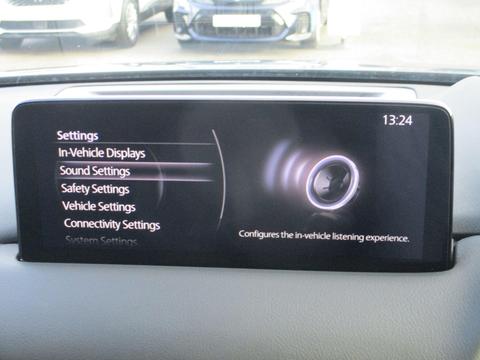 13:24
Settings
In-Vehicle Displays
Sound Settings
Safety Settings
Vehicle Settings
Connectivity Settings
System Settings
Configures the in-vehicle listening experience.